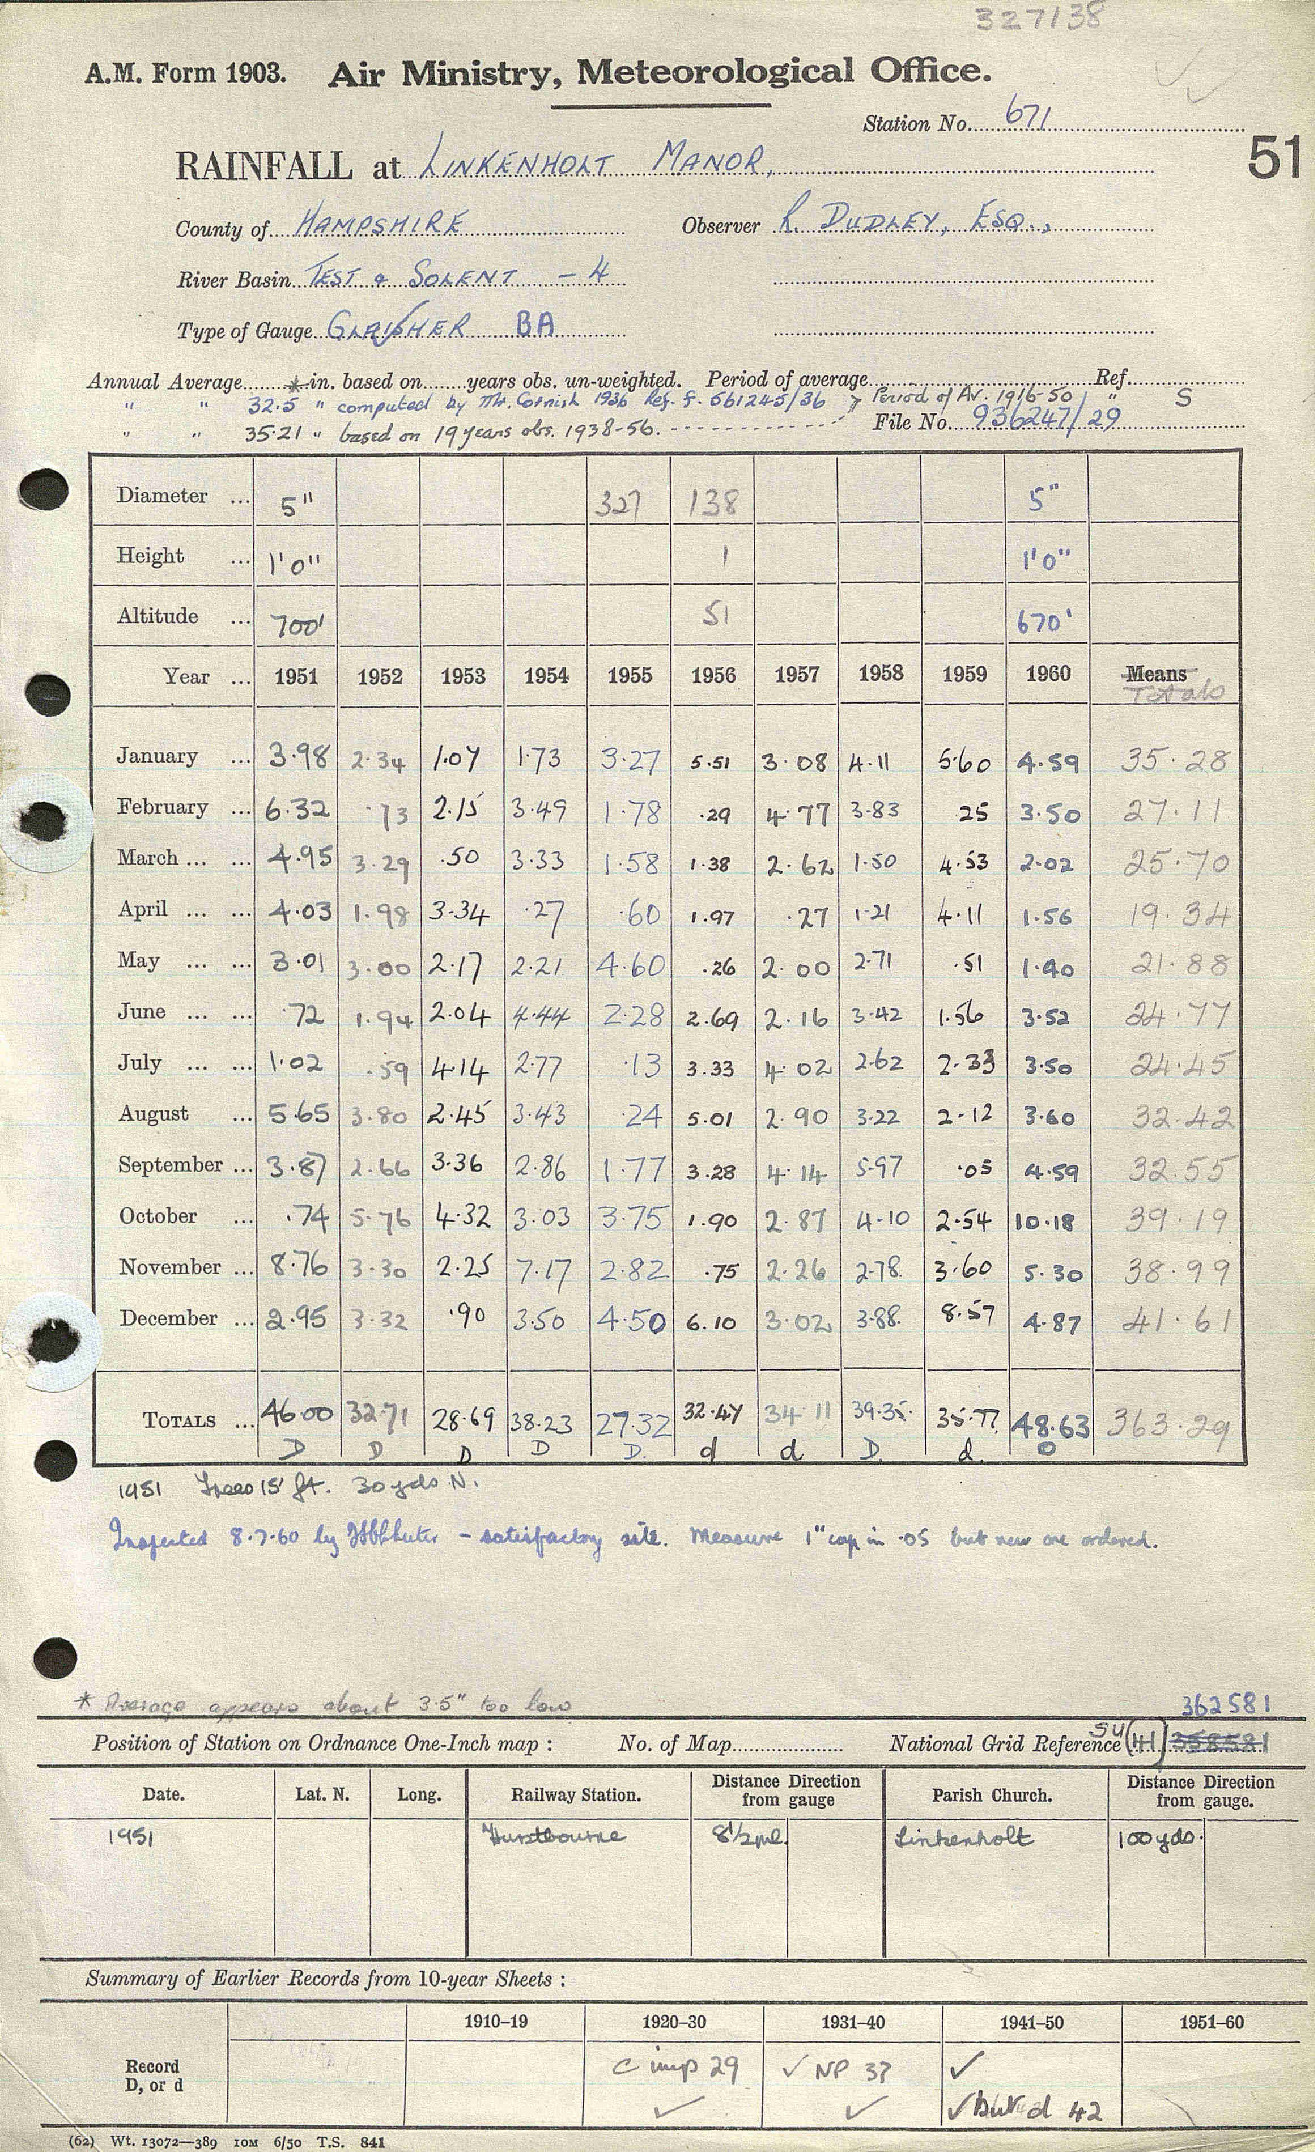 327138
A.M. Form 1903. Air Ministry, Meteorological Office.
Station No. 671
51
RAINFALL at LINKENHOLT MANOR,
County of HAMPSHIRE Observer R. DUDLEY, ESQ.,
River Basin TEST & SOLENT - 4
Type of Gauge GLAISHER BA
Annual Average * in. based on years obs. un-weighted. Period of average Ref.
" " 32.5 " computed by Mr. Cornish 1936 Ref. f. 561245/36 Period of Av. 1916-50 " S
" " 35.21 " based on 19 years obs. 1938-56. File No. 936247/29
Diameter ... 5" 327 138 5"
Height ... 1'0" 1 1'0"
Altitude ... 700' 51 670'
Year ... 1951 1952 1953 1954 1955 1956 1957 1958 1959 1960 Means
Totals
January ... 3.98 2.34 1.07 1.73 3.27 5.51 3.08 4.11 5.60 4.59 35.28
February ... 6.32 .73 2.15 3.49 1.78 .29 4.77 3.83 .25 3.50 27.11
March ... ... 4.95 3.29 .50 3.33 1.58 1.38 2.62 1.50 4.53 2.02 25.70
April ... ... 4.03 1.98 3.34 .27 .60 1.97 .27 1.21 4.11 1.56 19.34
May ... ... 3.01 3.00 2.17 2.21 4.60 .26 2.00 2.71 .51 1.40 21.88
June ... ... .72 1.94 2.04 4.44 2.28 2.69 2.16 3.42 1.56 3.52 24.77
July ... ... 1.02 .59 4.14 2.77 .13 3.33 4.02 2.62 2.33 3.50 24.45
August ... 5.65 3.80 2.45 3.43 .24 5.01 2.90 3.22 2.12 3.60 32.42
September ... 3.87 2.66 3.36 2.86 1.77 3.28 4.14 5.97 .05 4.59 32.55
October ... .74 5.76 4.32 3.03 3.75 1.90 2.87 4.10 2.54 10.18 39.19
November ... 8.76 3.30 2.25 7.17 2.82 .75 2.26 2.78 3.60 5.30 38.99
December ... 2.95 3.32 .90 3.50 4.50 6.10 3.02 3.88 8.57 4.87 41.61
TOTALS ... 46.00 32.71 28.69 38.23 27.32 32.47 34.11 39.35 35.77 48.63 363.29
D D D D D d d D d D
1951 Trees 15 ft. 30 yds N.
Inspected 8.7.60 by - satisfactory site. Measure 1" cap in .05 but new one ordered.
* Average appears about 3.5" too low
362581
Position of Station on Ordnance One-Inch map : No. of Map National Grid Reference SU (41) 358581
Date. Lat. N. Long. Railway Station. Distance from Direction gauge Parish Church. Distance from Direction gauge.
1951 Hurstbourne 8½ ml. Linkenholt 100 yds.
Summary of Earlier Records from 10-year Sheets :
1910–19 1920–30 1931–40 1941–50 1951–60
Record D, or d c imp 29 ✓ NP 37 ✓
✓ ✓ ✓ but d 42
(62) Wt. 13072—389 10M 6/50 T.S. 841